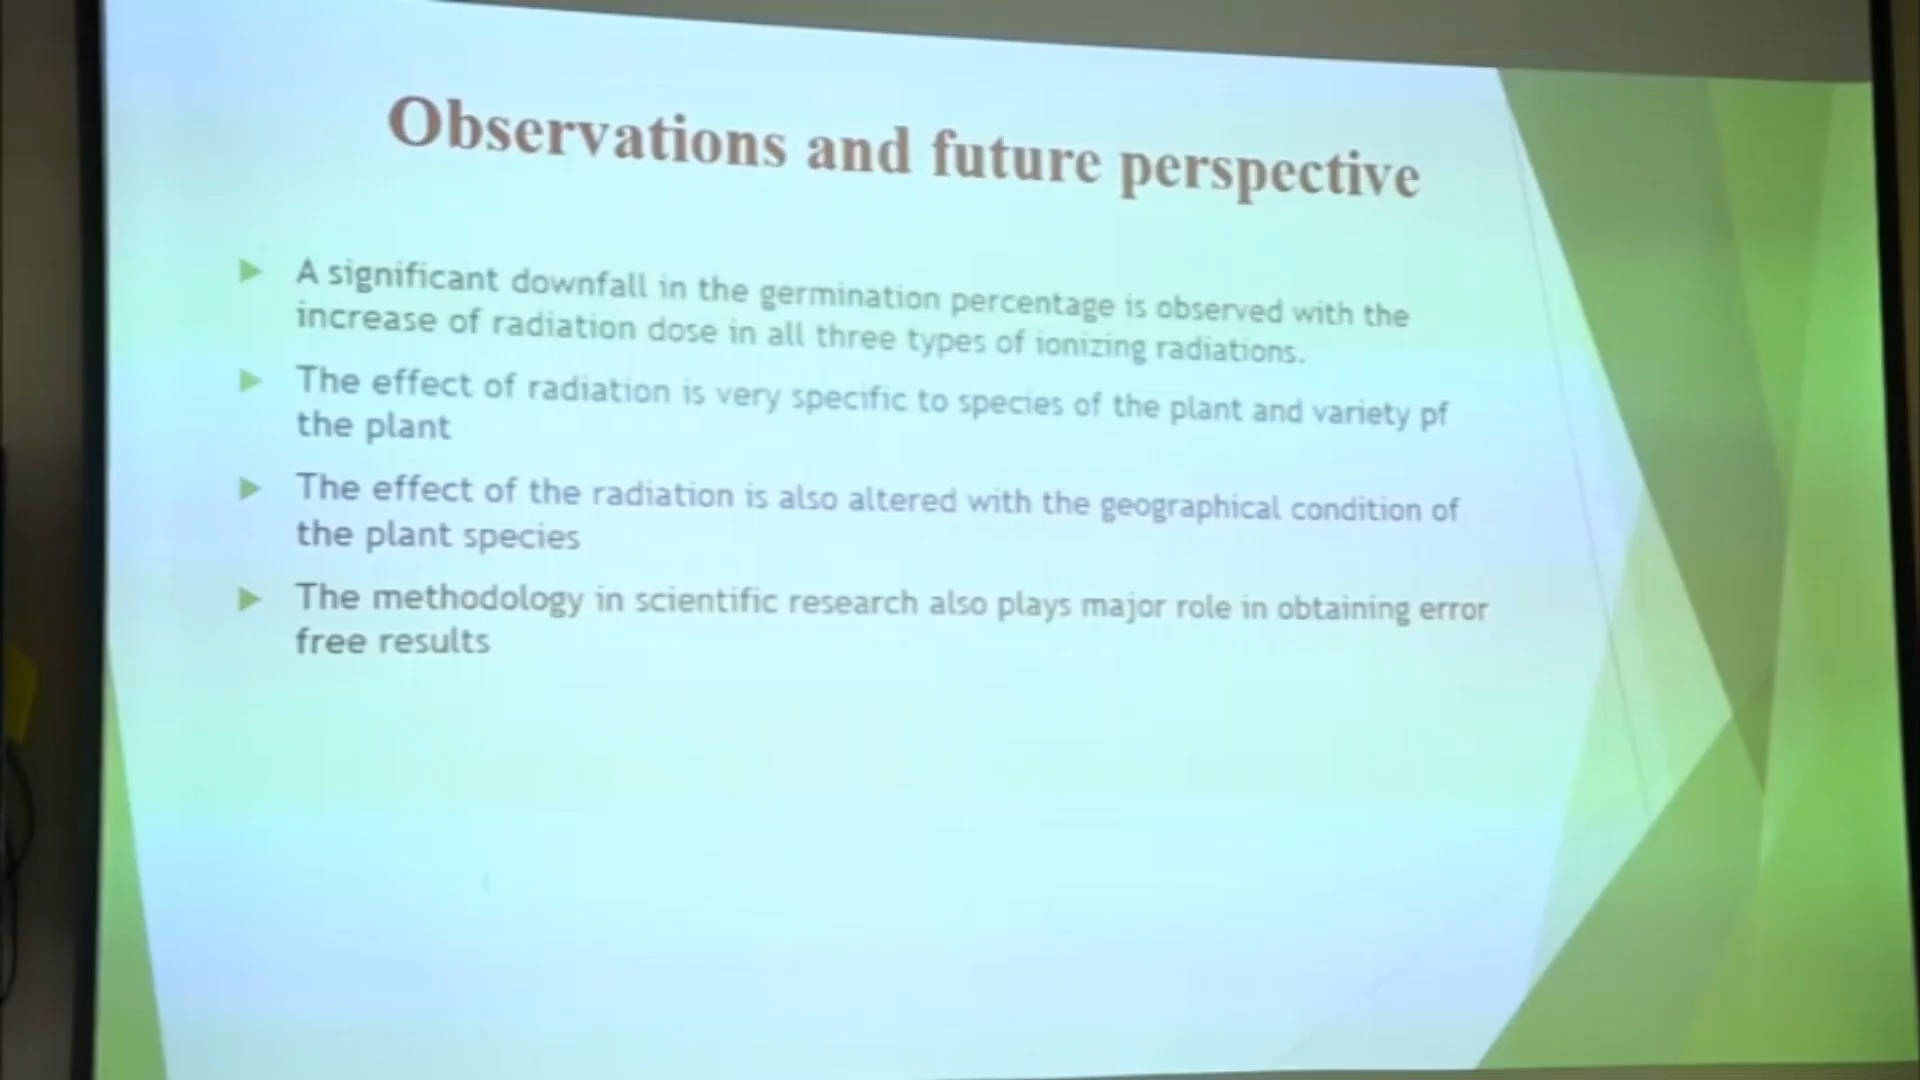 Observations and future perspective
A significant downfall in the germination percentage is observed with the
increase of radiation dose in all three types of ionizing radiations.
The effect of radiation is very specific to species of the plant and variety pf
the plant
The effect of the radiation is also altered with the geographical condition of
the plant species
The methodology in scientific research also plays major role in obtaining error
free results